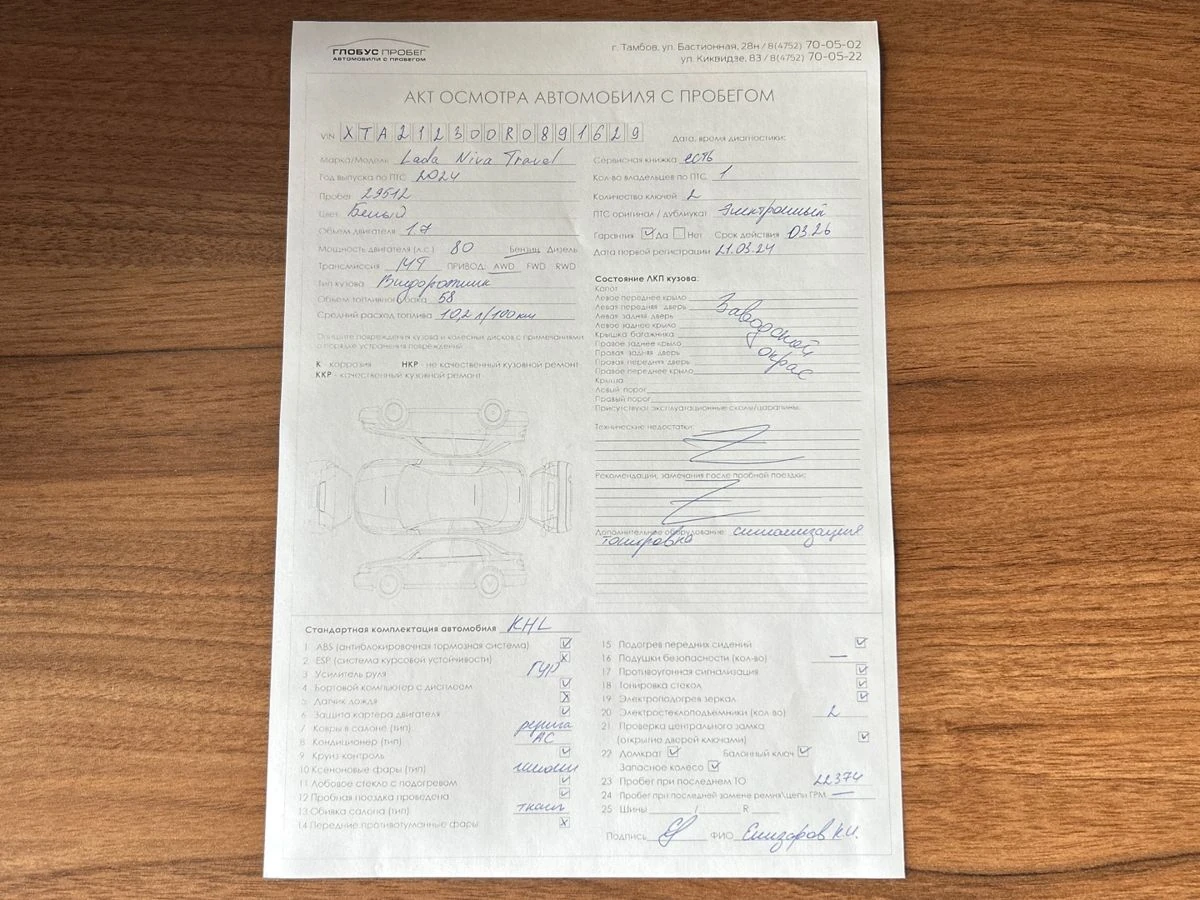 ГЛОБУС ПРОБЕГ
АВТОМОБИЛИ С ПРОБЕГОМ
г. Тамбов, ул. Бастионная, 28н / 8(4752) 70-05-02
ул. Киквидзе, 83 / 8(4752) 70-05-22
АКТ ОСМОТРА АВТОМОБИЛЯ С ПРОБЕГОМ
VIN XTA212300R0891629
Дата, время диагностики:
Марка/Модель Lada Niva Travel
Год выпуска по ПТС 2024
Пробег 29512
Цвет Белый
Объем двигателя 1.7
Мощность двигателя (л.с.) 80 Бензин Дизель
Трансмиссия МТ ПРИВОД: AWD FWD RWD
Тип кузова Внедорожник
Объем топливного бака 58
Средний расход топлива 10,2 л/100км
Опишите повреждения кузова и колесных дисков с примечаниями
о порядке устранения повреждений.
К - коррозия НКР - не качественный кузовной ремонт
ККР - качественный кузовной ремонт
Сервисная книжка есть
Кол-во владельцев по ПТС 1
Количество ключей 2
ПТС оригинал / дубликат Электронный
Гарантия Да Нет Срок действия 03.26
Дата первой регистрации 21.03.24
Состояние ЛКП кузова:
Капот
Левое переднее крыло
Левая передняя дверь
Левая задняя дверь
Левое заднее крыло
Крышка багажника
Правое заднее крыло
Правая задняя дверь
Правая передняя дверь
Правое переднее крыло
Крыша
Левый порог
Правый порог
Заводской
окрас
Присутствуют эксплуатационные сколы/царапины.
Технические недостатки:
Рекомендации, замечания после пробной поездки:
Дополнительное оборудование: сигнализация
тонировка
Стандартная комплектация автомобиля KHL
1 ABS (антиблокировочная тормозная система)
2 ESP (система курсовой устойчивости)
3 Усилитель руля ГУР
4 Бортовой компьютер с дисплеем
5 Датчик дождя
6 Защита картера двигателя
7 Ковры в салоне (тип) резина
8 Кондиционер (тип) AC
9 Круиз-контроль
10 Ксеноновые фары (тип)
11 Лобовое стекло с подогревом
12 Пробная поездка проведена
13 Обивка салона (тип) ткань
14 Передние противотуманные фары
15 Подогрев передних сидений
16 Подушки безопасности (кол-во) —
17 Противоугонная сигнализация
18 Тонировка стекол
19 Электроподогрев зеркал
20 Электростеклоподъемники (кол во) 2
21 Проверка центрального замка
(открытие дверей ключами)
22 Домкрат Балонный ключ
Запасное колесо
23 Пробег при последнем ТО 22374
24 Пробег при последней замене ремня\цепи ГРМ —
25 Шины / R
Подпись ФИО Елизаров К.И.